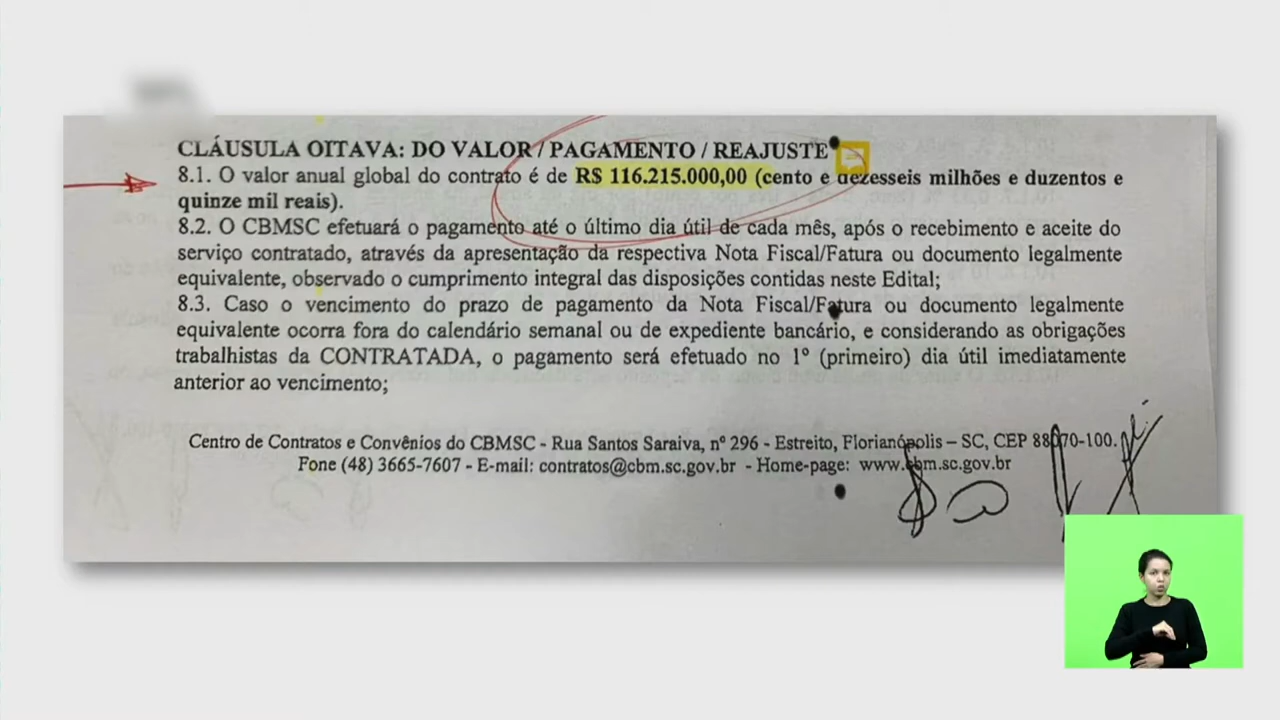 CLÁUSULA OITAVA: DO VALOR / PAGAMENTO / REAJUSTE
8.1. O valor anual global do contrato é de R$ 116.215.000,00 (cento e dezesseis milhões e duzentos e
quinze mil reais).
8.2. O CBMSC efetuará o pagamento até o último dia útil de cada mês, após o recebimento e aceite do
serviço contratado, através da apresentação da respectiva Nota Fiscal/Fatura ou documento legalmente
equivalente, observado o cumprimento integral das disposições contidas neste Edital;
8.3. Caso o vencimento do prazo de pagamento da Nota Fiscal/Fatura ou documento legalmente
equivalente ocorra fora do calendário semanal ou de expediente bancário, e considerando as obrigações
trabalhistas da CONTRATADA, o pagamento será efetuado no 1º (primeiro) dia útil imediatamente
anterior ao vencimento;
Centro de Contratos e Convênios do CBMSC - Rua Santos Saraiva, nº 296 - Estreito, Florianópolis – SC, CEP 88070-100.
Fone (48) 3665-7607 - E-mail: contratos@cbm.sc.gov.br - Home-page: www.cbm.sc.gov.br